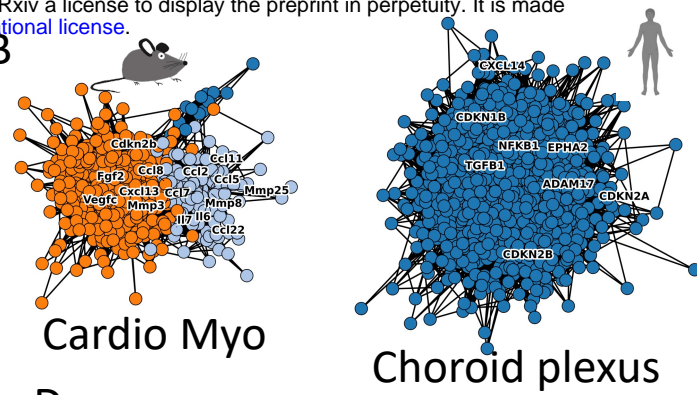 Rxiv a license to display the preprint in perpetuity. It is made
tional license.
B
Cdkn2b
Ccl11
Fgf2
Ccl8
Ccl2
Ccl5
Cxcl13
Ccl7
Mmp25
Vegfc
Mmp3
Mmp8
Il7
Il6
Ccl22
Cardio Myo
CXCL14
CDKN1B
NFKB1
EPHA2
TGFB1
ADAM17
CDKN2A
CDKN2B
Choroid plexus